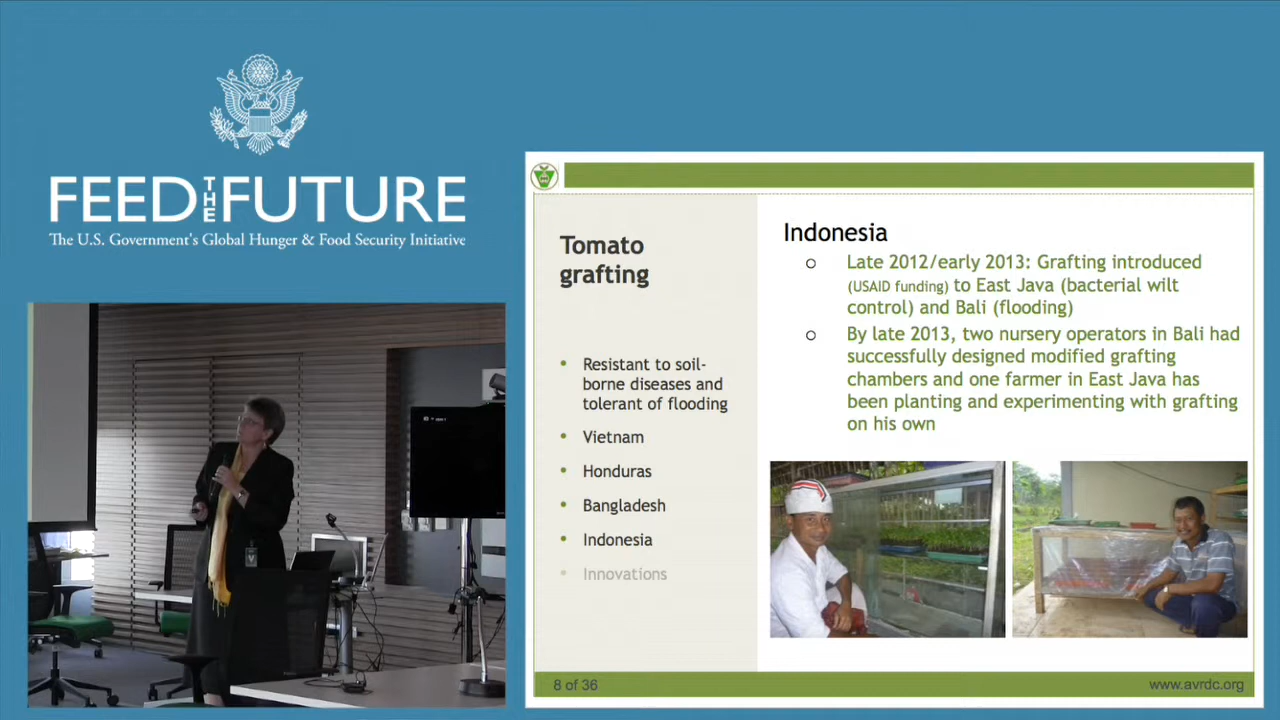 FEED THE FUTURE
The U.S. Government's Global Hunger & Food Security Initiative
Tomato
grafting
• Resistant to soil-
borne diseases and
tolerant of flooding
• Vietnam
• Honduras
• Bangladesh
• Indonesia
• Innovations
Indonesia
o Late 2012/early 2013: Grafting introduced
(USAID funding) to East Java (bacterial wilt
control) and Bali (flooding)
o By late 2013, two nursery operators in Bali had
successfully designed modified grafting
chambers and one farmer in East Java has
been planting and experimenting with grafting
on his own
8 of 36
www.avrdc.org